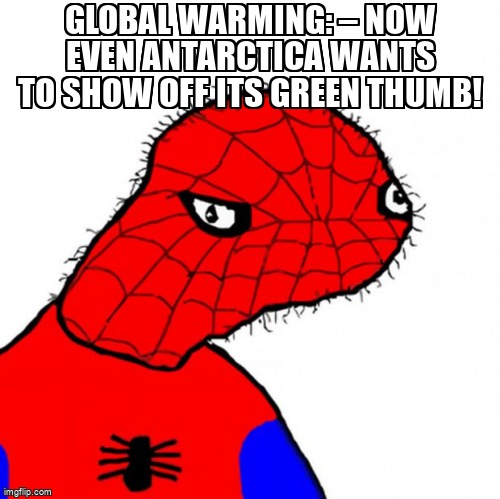 GLOBAL WARMING: – NOW
EVEN ANTARCTICA WANTS
TO SHOW OFF ITS GREEN THUMB!
imgflip.com